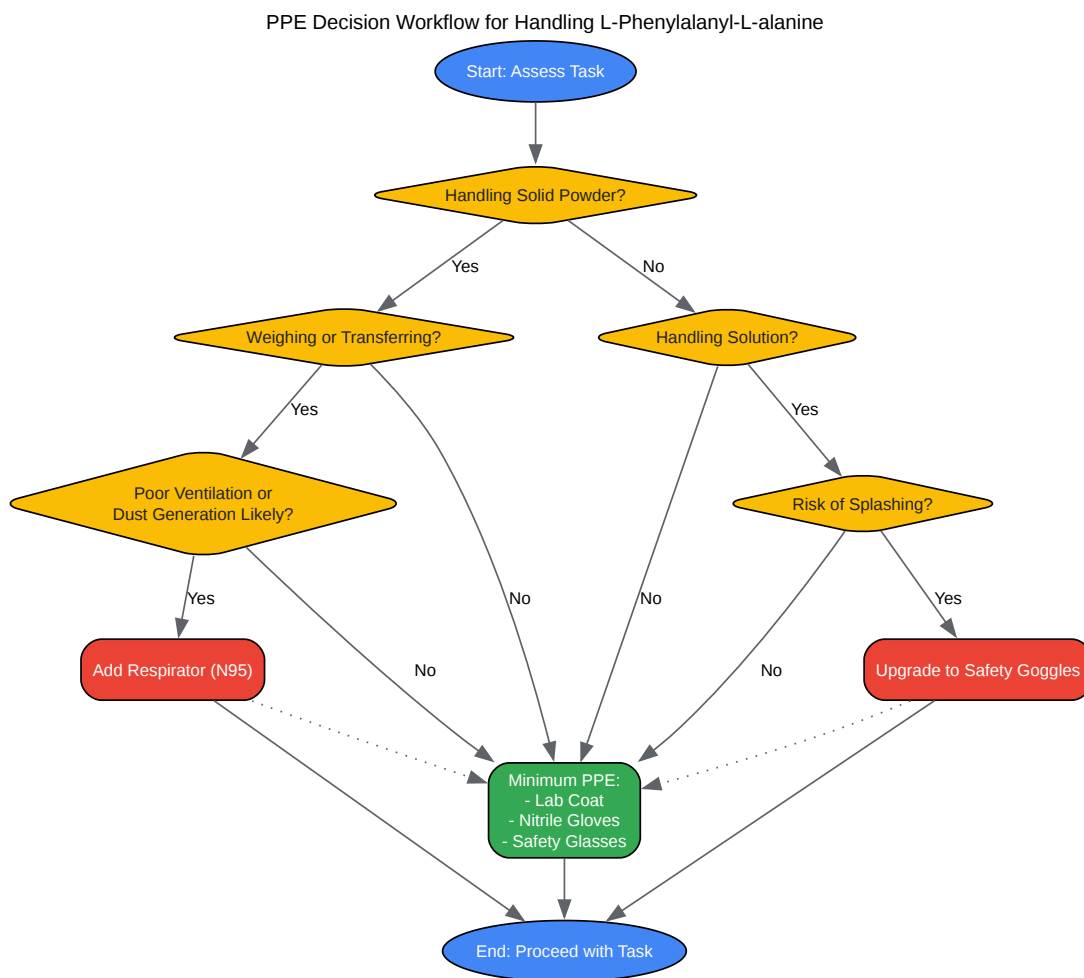 PPE Decision Workflow for Handling L-Phenylalanyl-L-alanine
Start: Assess Task
Handling Solid Powder?
Yes
No
Weighing or Transferring?
Handling Solution?
Yes
Yes
Poor Ventilation or
Dust Generation Likely?
Risk of Splashing?
Yes
No
No
Yes
Add Respirator (N95)
No
No
Upgrade to Safety Goggles
Minimum PPE:
- Lab Coat
- Nitrile Gloves
- Safety Glasses
End: Proceed with Task